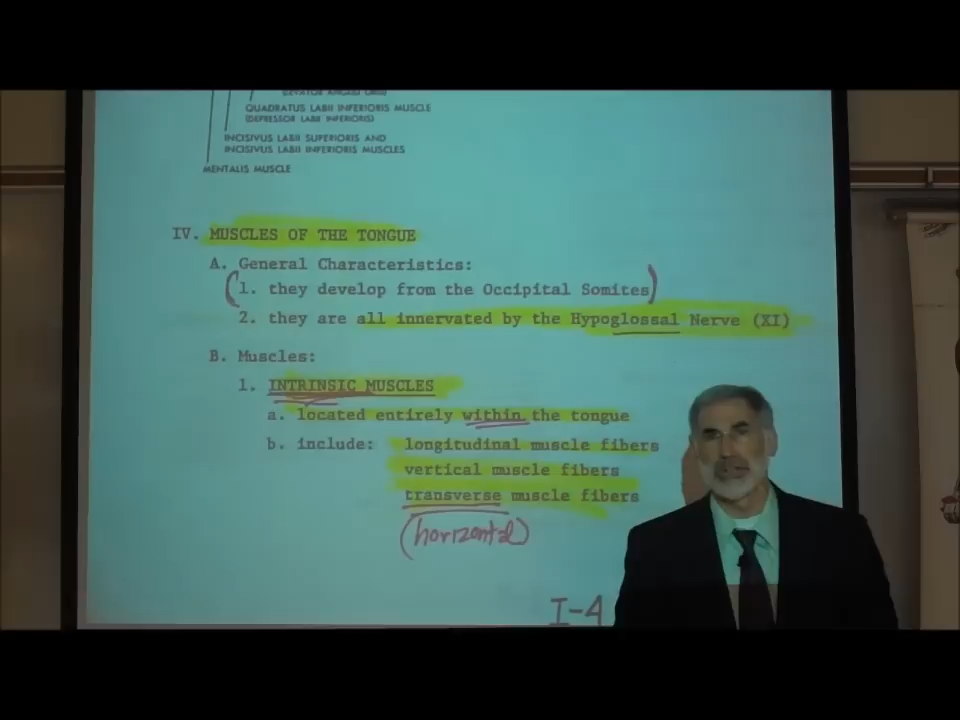 (LEVATOR ANGULI ORIS)
QUADRATUS LABII INFERIORIS MUSCLE
(DEPRESSOR LABII INFERIORIS)
INCISIVUS LABII SUPERIORIS AND
INCISIVUS LABII INFERIORIS MUSCLES
MENTALIS MUSCLE
IV. MUSCLES OF THE TONGUE
A. General Characteristics:
(1. they develop from the Occipital Somites)
2. they are all innervated by the Hypoglossal Nerve (XI)
B. Muscles:
1. INTRINSIC MUSCLES
a. located entirely within the tongue
b. include: longitudinal muscle fibers
vertical muscle fibers
transverse muscle fibers
(horizontal)
I-4